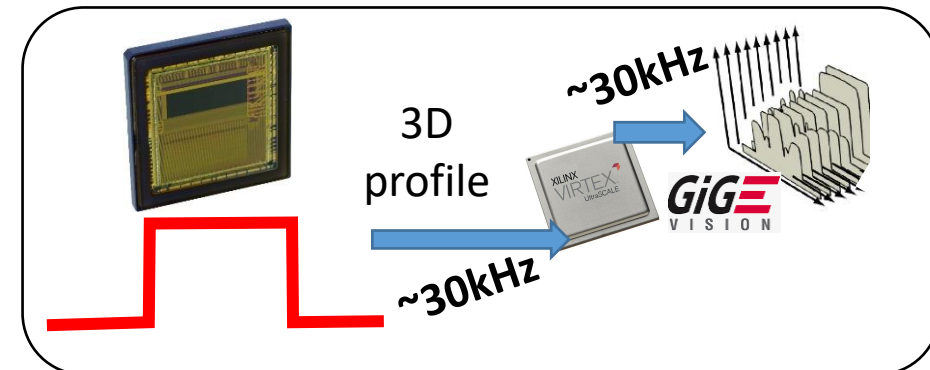 3D
profile
~30kHz
XILINX
VIRTEX
UltraSCALE
~30kHz
GiGE
VISION